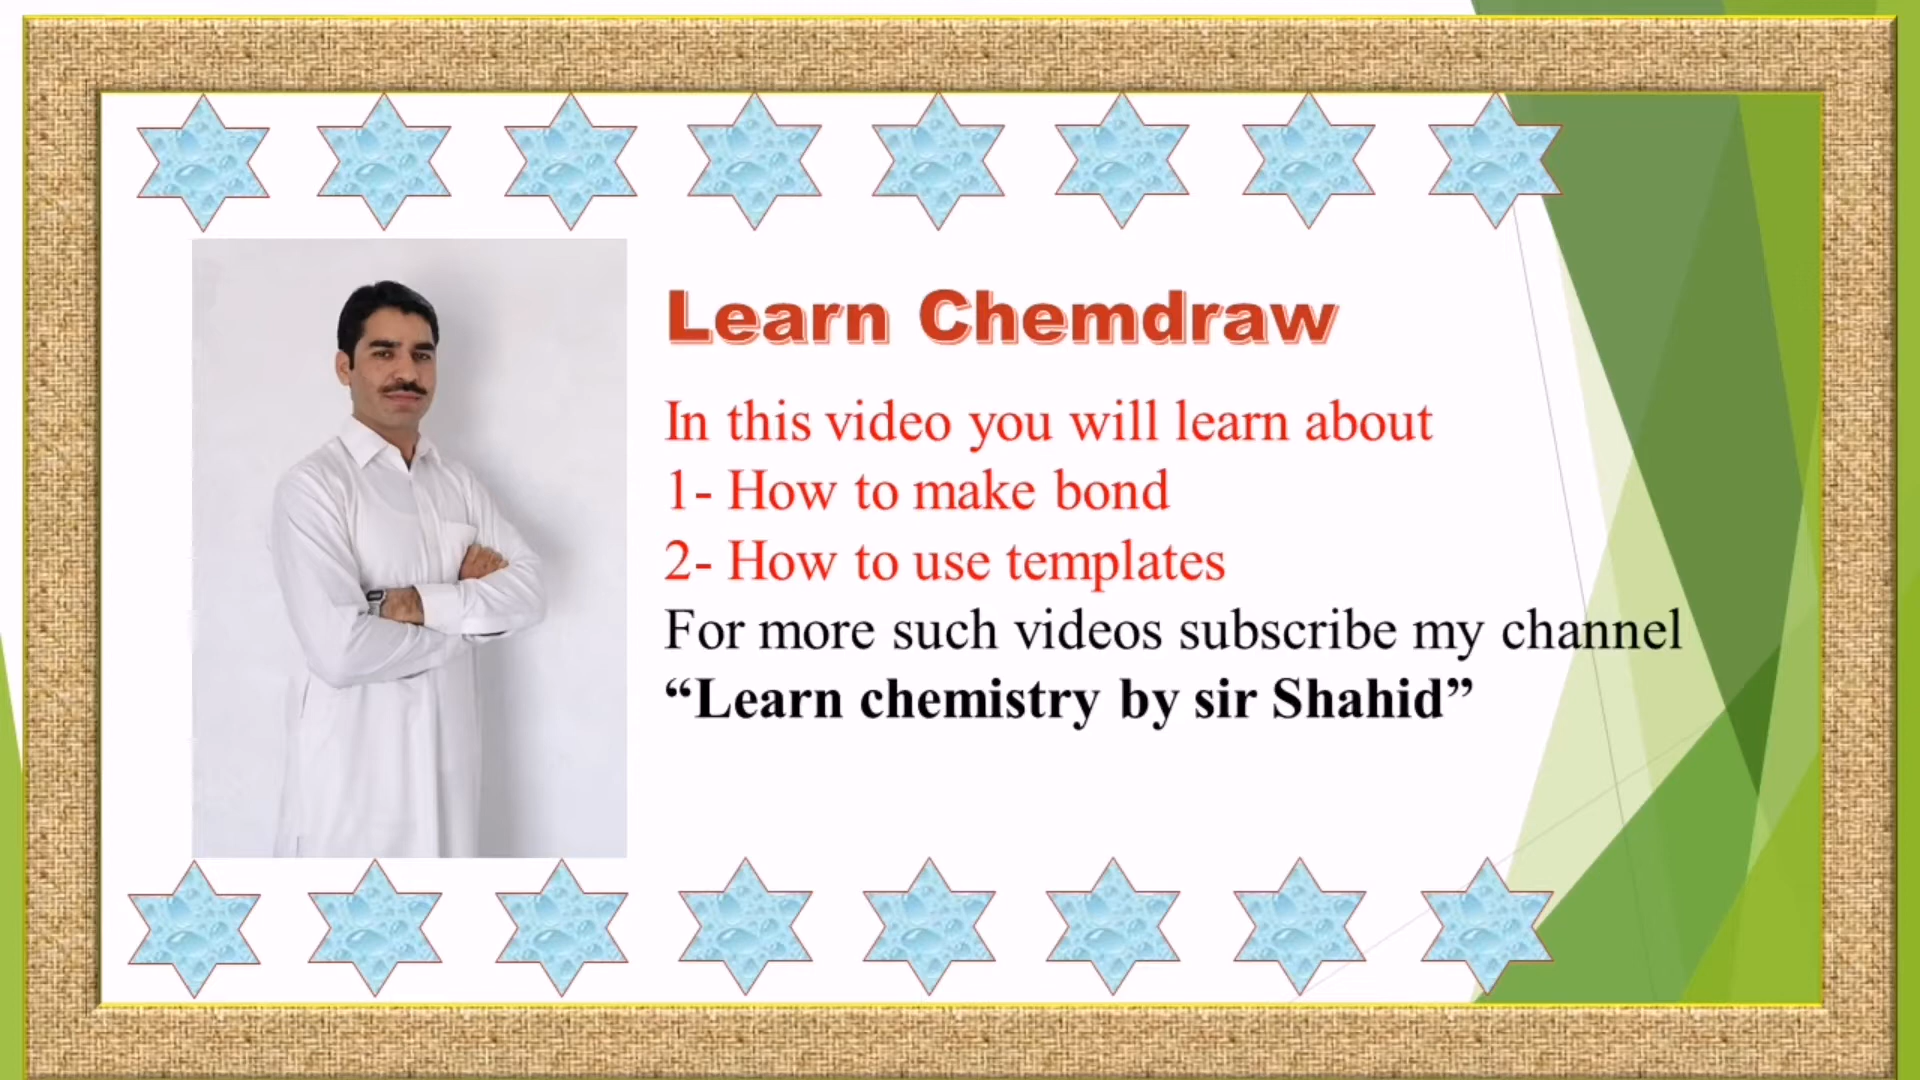 Learn Chemdraw
In this video you will learn about
1- How to make bond
2- How to use templates
For more such videos subscribe my channel
“Learn chemistry by sir Shahid”